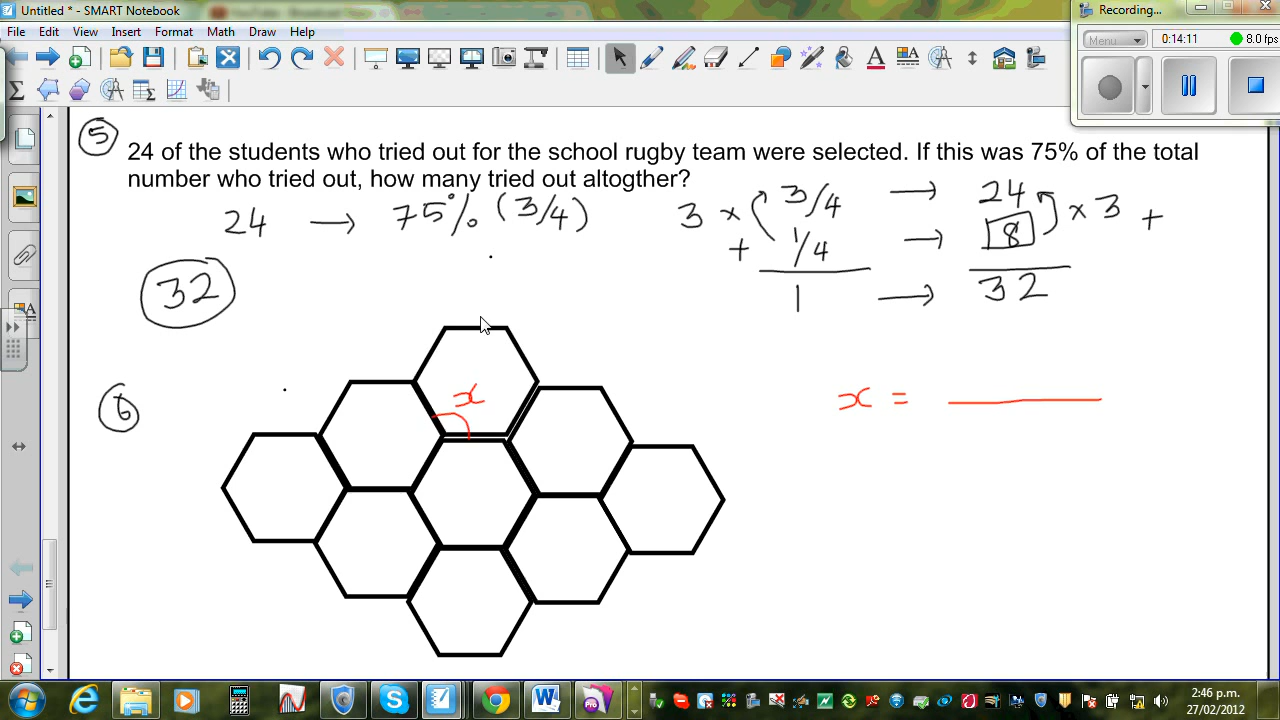 Untitled * - SMART Notebook
Recording...
File Edit View Insert Format Math Draw Help
Menu 0:14:11 8.0 fps
5 24 of the students who tried out for the school rugby team were selected. If this was 75% of the total
number who tried out, how many tried out altogther?
24 → 75% (3/4) 3 × 3/4 → 24 × 3
+ 1/4 → 8 +
32 1 → 32
6 x x =
2:46 p.m.
27/02/2012